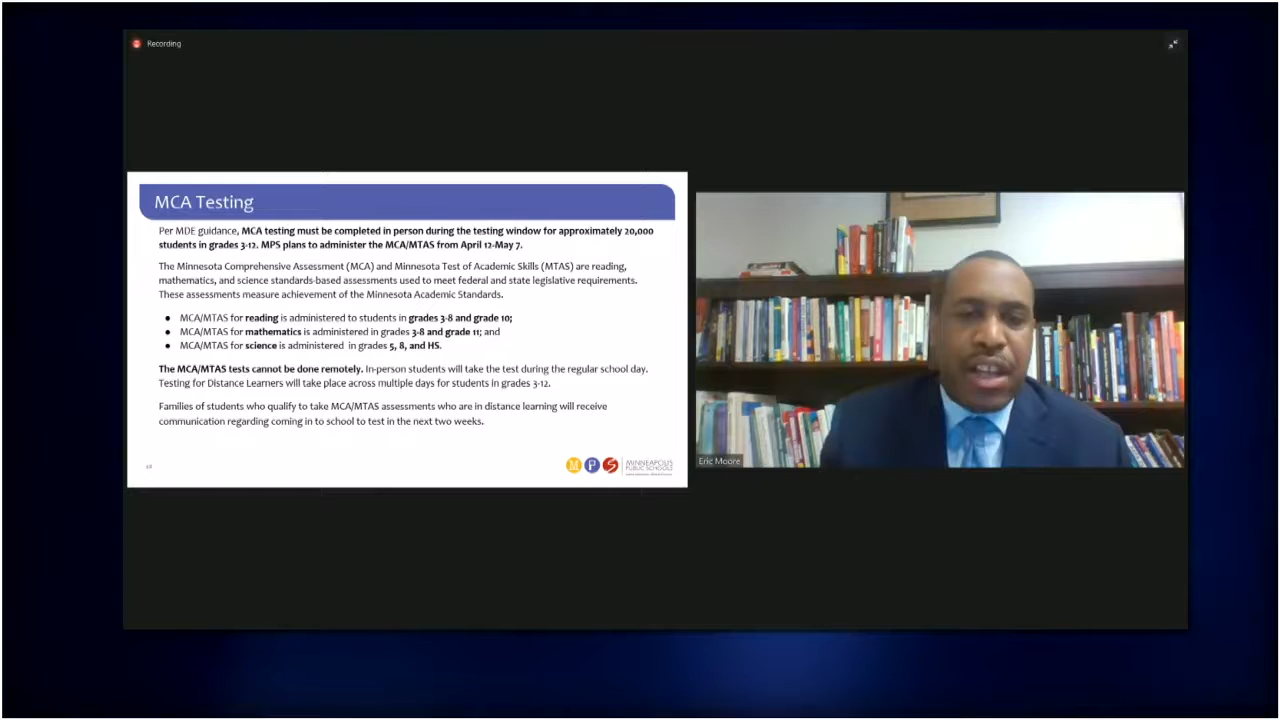 Recording
MCA Testing
Per MDE guidance, MCA testing must be completed in person during the testing window for approximately 20,000
students in grades 3-12. MPS plans to administer the MCA/MTAS from April 12-May 7.
The Minnesota Comprehensive Assessment (MCA) and Minnesota Test of Academic Skills (MTAS) are reading,
mathematics, and science standards-based assessments used to meet federal and state legislative requirements.
These assessments measure achievement of the Minnesota Academic Standards.
● MCA/MTAS for reading is administered to students in grades 3-8 and grade 10;
● MCA/MTAS for mathematics is administered in grades 3-8 and grade 11; and
● MCA/MTAS for science is administered in grades 5, 8, and HS.
The MCA/MTAS tests cannot be done remotely. In-person students will take the test during the regular school day.
Testing for Distance Learners will take place across multiple days for students in grades 3-12.
Families of students who qualify to take MCA/MTAS assessments who are in distance learning will receive
communication regarding coming in to school to test in the next two weeks.
M P S
MINNEAPOLIS
PUBLIC SCHOOLS
Eric Moore